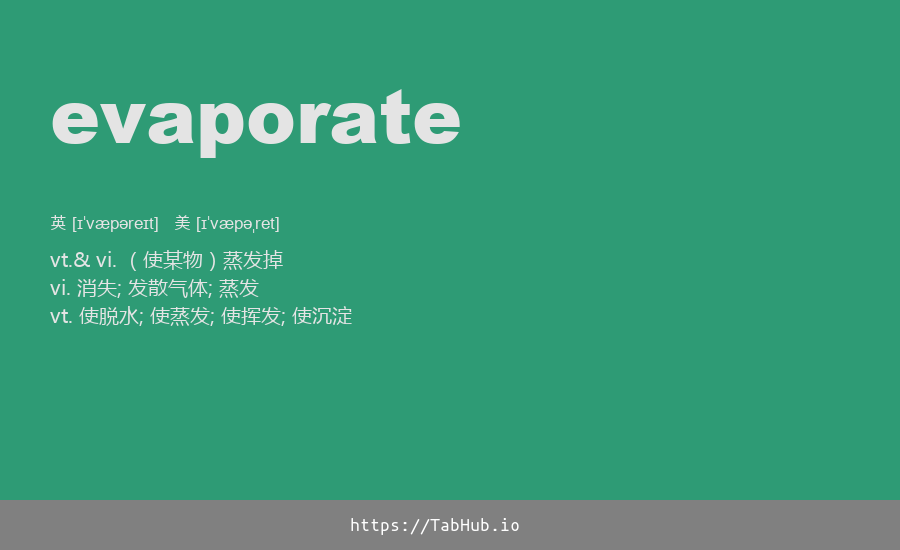 evaporate
英 [ɪˈvæpəreɪt] 美 [ɪˈvæpəˌret]
vt.& vi. （使某物）蒸发掉
vi. 消失; 发散气体; 蒸发
vt. 使脱水; 使蒸发; 使挥发; 使沉淀
https://TabHub.io